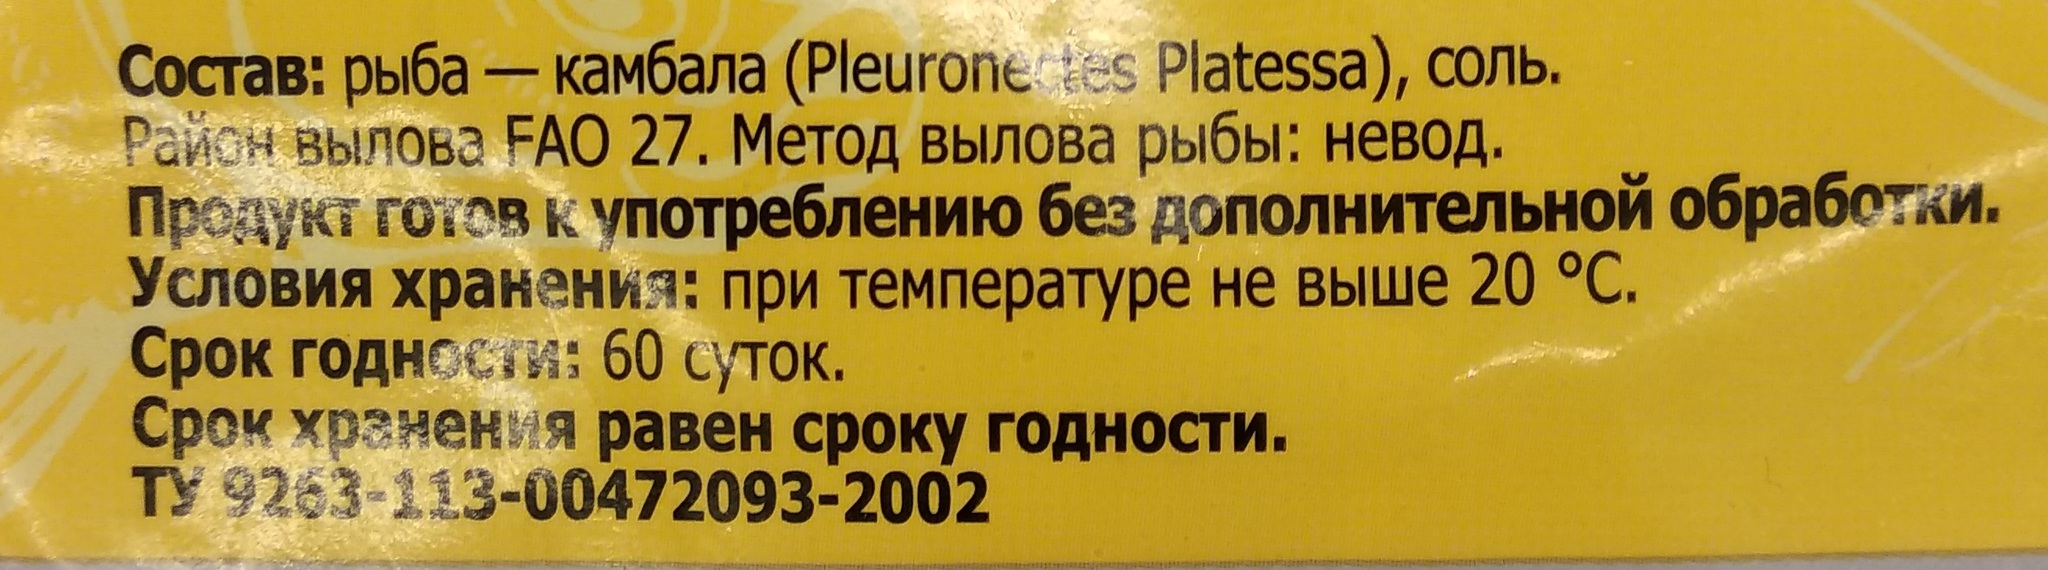 Состав: рыба — камбала (Pleuronectes Platessa), соль.
Район вылова FAO 27. Метод вылова рыбы: невод.
Продукт готов к употреблению без дополнительной обработки.
Условия хранения: при температуре не выше 20 °C.
Срок годности: 60 суток.
Срок хранения равен сроку годности.
ТУ 9263-113-00472093-2002